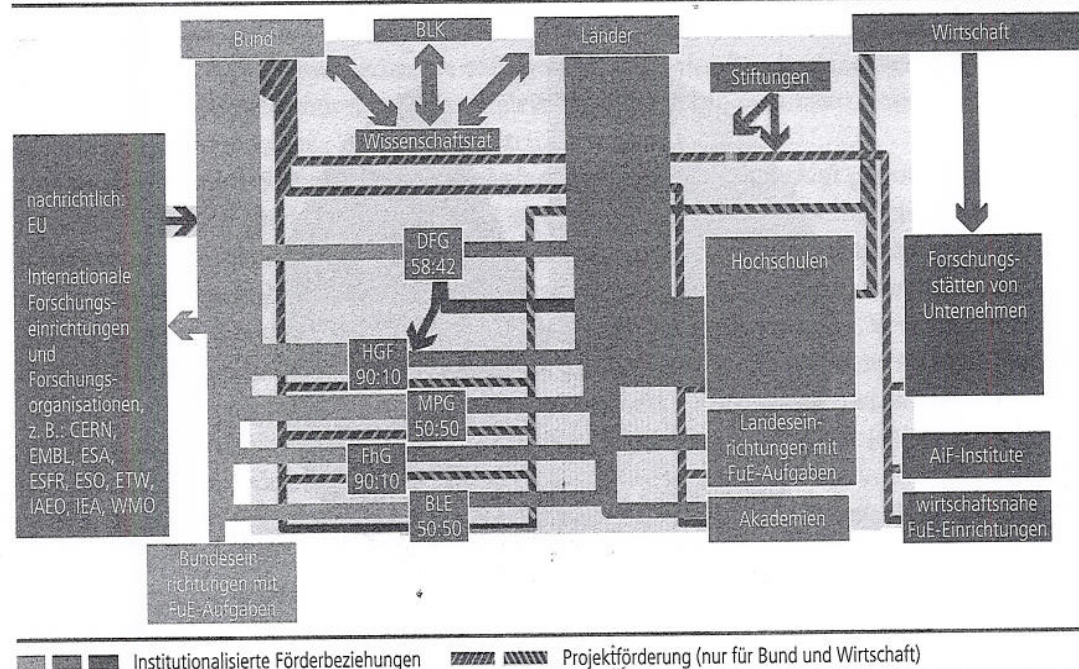 Bund
BLK
Länder
Wirtschaft
Stiftungen
Wissenschaftsrat
nachrichtlich:
EU
Internationale
Forschungs-
einrichtungen
und
Forschungs-
organisationen,
z. B.: CERN,
EMBL, ESA,
ESFR, ESO, ETW,
IAEO, IEA, WMO
DFG
58:42
HGF
90:10
MPG
50:50
FhG
90:10
BLE
50:50
Hochschulen
Landesein-
richtungen mit
FuE-Aufgaben
Akademien
Forschungs-
stätten von
Unternehmen
AiF-Institute
wirtschaftsnahe
FuE-Einrichtungen
Bundesein-
richtungen mit
FuE-Aufgaben
Institutionalisierte Förderbeziehungen
Projektförderung (nur für Bund und Wirtschaft)